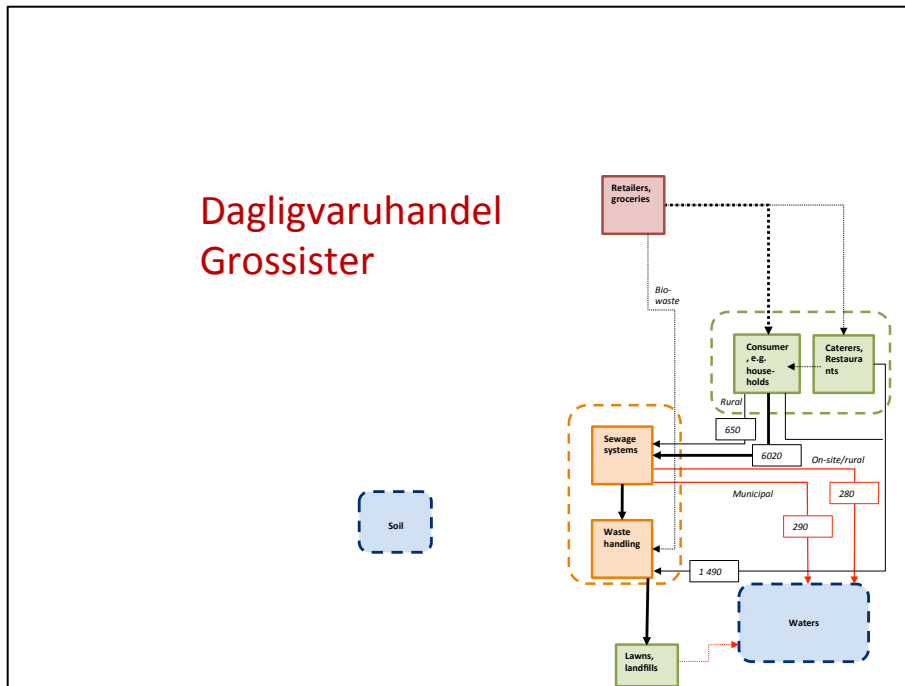 Dagligvaruhandel
Grossister
Retailers,
groceries
Bio-
waste
Consumer
, e.g.
house-
holds
Caterers,
Restaura
nts
Rural
650
Sewage
systems
6020
On-site/rural
280
Municipal
290
Soil
Waste
handling
1 490
Waters
Lawns,
landfills